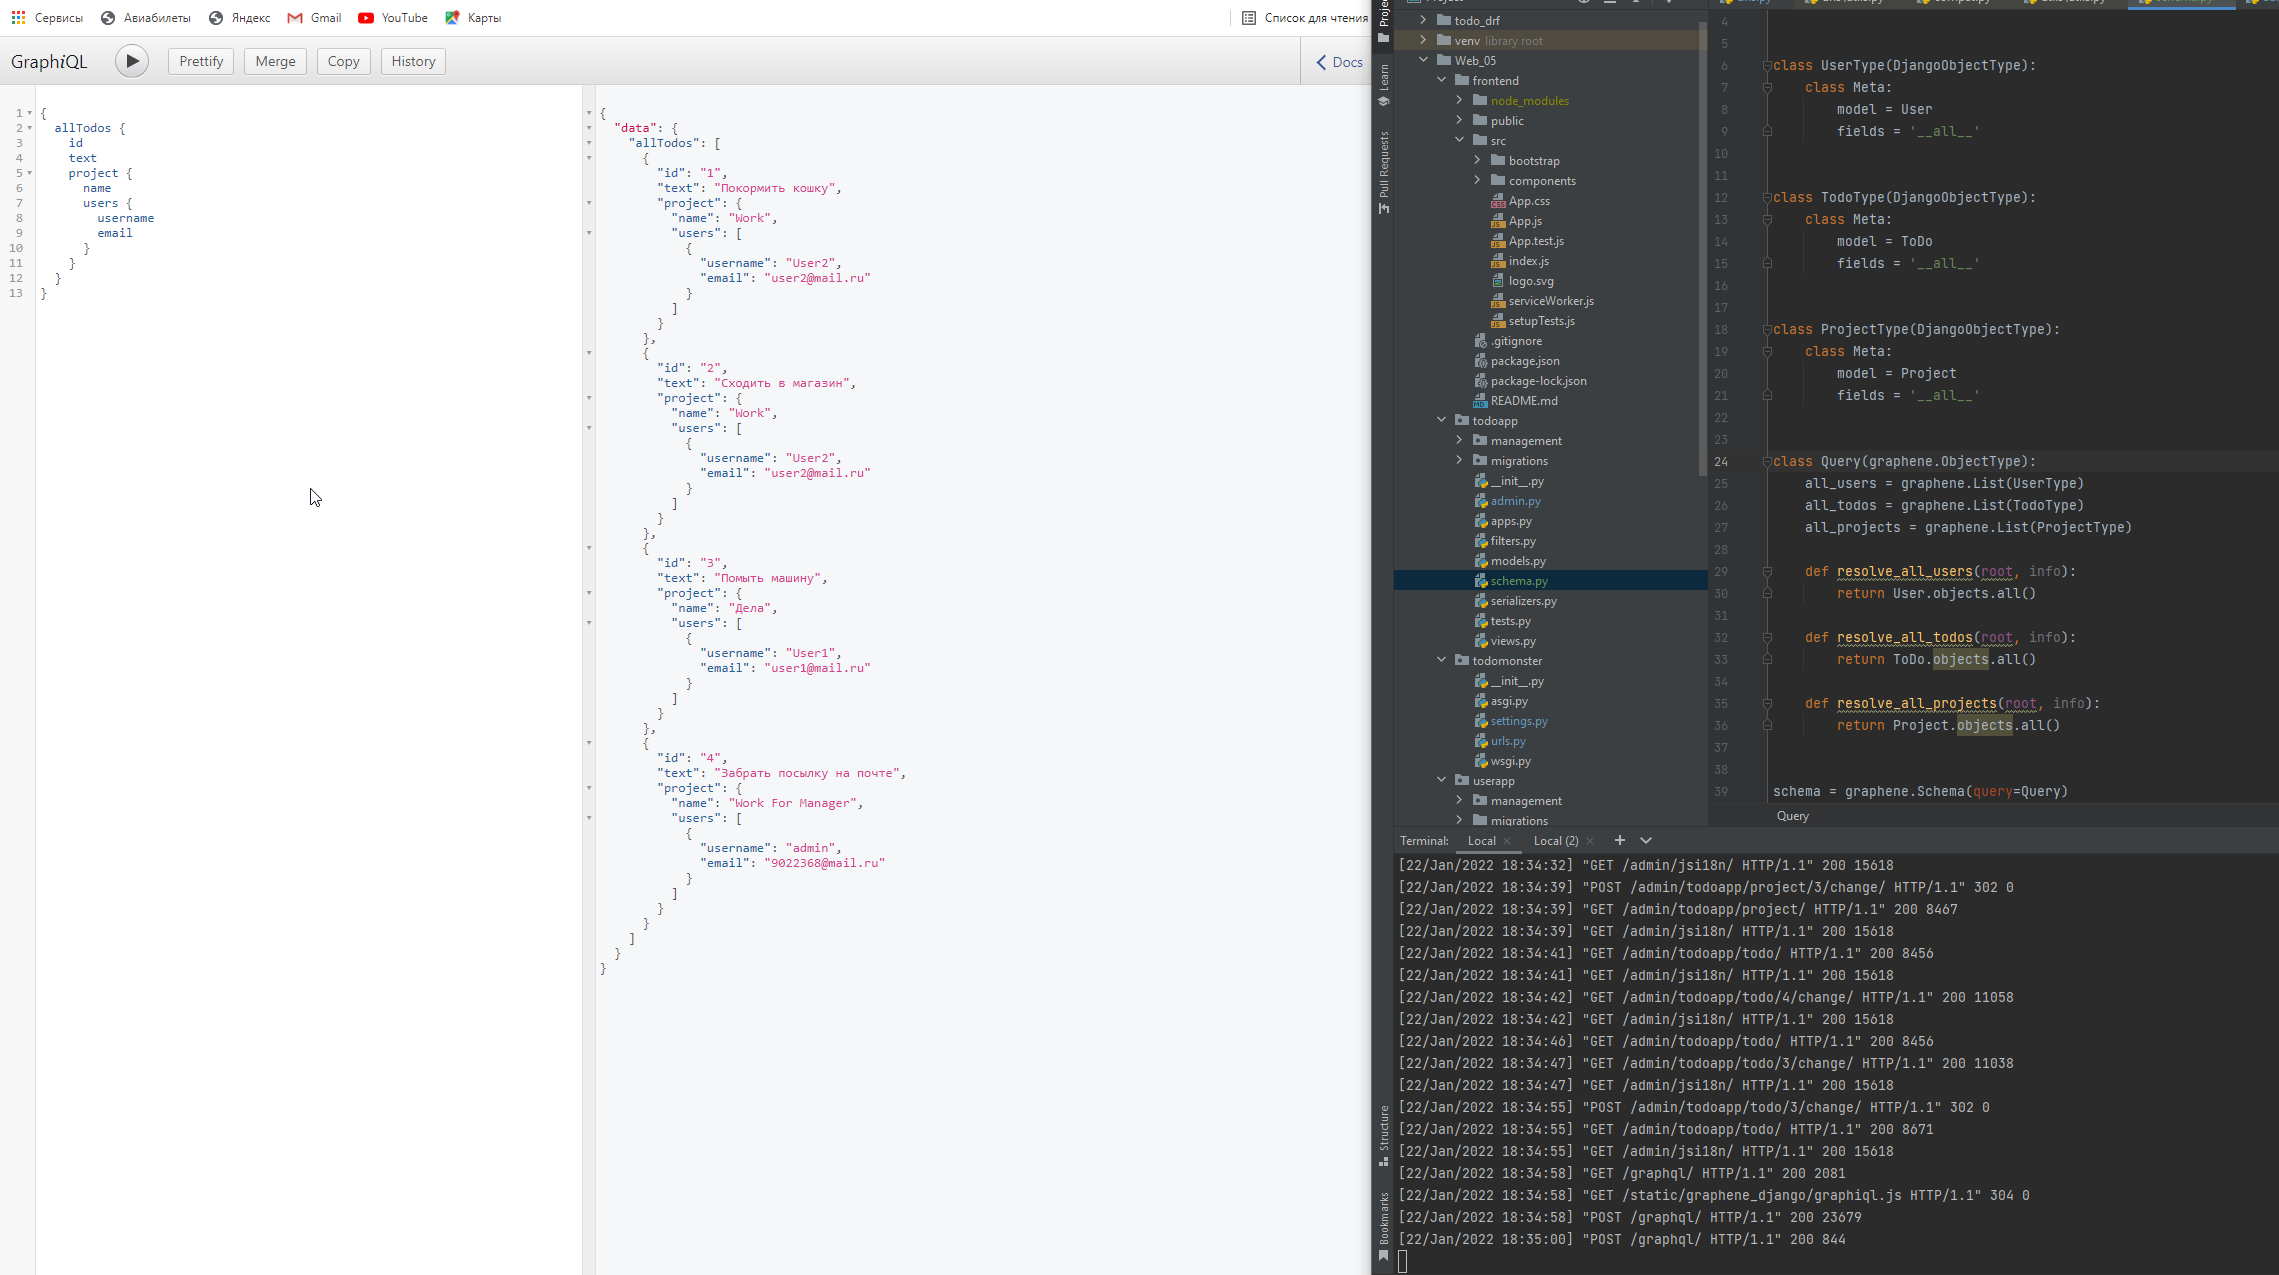 Сервисы Авиабилеты Яндекс Gmail YouTube Карты Список для чтения
GraphiQL Prettify Merge Copy History Docs
1 {
2 allTodos {
3 id
4 text
5 project {
6 name
7 users {
8 username
9 email
10 }
11 }
12 }
13 }
{
"data": {
"allTodos": [
{
"id": "1",
"text": "Покормить кошку",
"project": {
"name": "Work",
"users": [
{
"username": "User2",
"email": "user2@mail.ru"
}
]
}
},
{
"id": "2",
"text": "Сходить в магазин",
"project": {
"name": "Work",
"users": [
{
"username": "User2",
"email": "user2@mail.ru"
}
]
}
},
{
"id": "3",
"text": "Помыть машину",
"project": {
"name": "Дела",
"users": [
{
"username": "User1",
"email": "user1@mail.ru"
}
]
}
},
{
"id": "4",
"text": "Забрать посылку на почте",
"project": {
"name": "Work For Manager",
"users": [
{
"username": "admin",
"email": "9022368@mail.ru"
}
]
}
}
]
}
}
Learn
Pull Requests
Structure
Bookmarks
todo_drf
venv library root
Web_05
frontend
node_modules
public
src
bootstrap
components
App.css
App.js
App.test.js
index.js
logo.svg
serviceWorker.js
setupTests.js
.gitignore
package.json
package-lock.json
README.md
todoapp
management
migrations
__init__.py
admin.py
apps.py
filters.py
models.py
schema.py
serializers.py
tests.py
views.py
todomonster
__init__.py
asgi.py
settings.py
urls.py
wsgi.py
userapp
management
migrations
4
5
6 class UserType(DjangoObjectType):
7 class Meta:
8 model = User
9 fields = '__all__'
10
11
12 class TodoType(DjangoObjectType):
13 class Meta:
14 model = ToDo
15 fields = '__all__'
16
17
18 class ProjectType(DjangoObjectType):
19 class Meta:
20 model = Project
21 fields = '__all__'
22
23
24 class Query(graphene.ObjectType):
25 all_users = graphene.List(UserType)
26 all_todos = graphene.List(TodoType)
27 all_projects = graphene.List(ProjectType)
28
29 def resolve_all_users(root, info):
30 return User.objects.all()
31
32 def resolve_all_todos(root, info):
33 return ToDo.objects.all()
34
35 def resolve_all_projects(root, info):
36 return Project.objects.all()
37
38
39 schema = graphene.Schema(query=Query)
Query
Terminal: Local Local (2)
[22/Jan/2022 18:34:32] "GET /admin/jsi18n/ HTTP/1.1" 200 15618
[22/Jan/2022 18:34:39] "POST /admin/todoapp/project/3/change/ HTTP/1.1" 302 0
[22/Jan/2022 18:34:39] "GET /admin/todoapp/project/ HTTP/1.1" 200 8467
[22/Jan/2022 18:34:39] "GET /admin/jsi18n/ HTTP/1.1" 200 15618
[22/Jan/2022 18:34:41] "GET /admin/todoapp/todo/ HTTP/1.1" 200 8456
[22/Jan/2022 18:34:41] "GET /admin/jsi18n/ HTTP/1.1" 200 15618
[22/Jan/2022 18:34:42] "GET /admin/todoapp/todo/4/change/ HTTP/1.1" 200 11058
[22/Jan/2022 18:34:42] "GET /admin/jsi18n/ HTTP/1.1" 200 15618
[22/Jan/2022 18:34:46] "GET /admin/todoapp/todo/ HTTP/1.1" 200 8456
[22/Jan/2022 18:34:47] "GET /admin/todoapp/todo/3/change/ HTTP/1.1" 200 11038
[22/Jan/2022 18:34:47] "GET /admin/jsi18n/ HTTP/1.1" 200 15618
[22/Jan/2022 18:34:55] "POST /admin/todoapp/todo/3/change/ HTTP/1.1" 302 0
[22/Jan/2022 18:34:55] "GET /admin/todoapp/todo/ HTTP/1.1" 200 8671
[22/Jan/2022 18:34:55] "GET /admin/jsi18n/ HTTP/1.1" 200 15618
[22/Jan/2022 18:34:58] "GET /graphql/ HTTP/1.1" 200 2081
[22/Jan/2022 18:34:58] "GET /static/graphene_django/graphiql.js HTTP/1.1" 304 0
[22/Jan/2022 18:34:58] "POST /graphql/ HTTP/1.1" 200 23679
[22/Jan/2022 18:35:00] "POST /graphql/ HTTP/1.1" 200 844